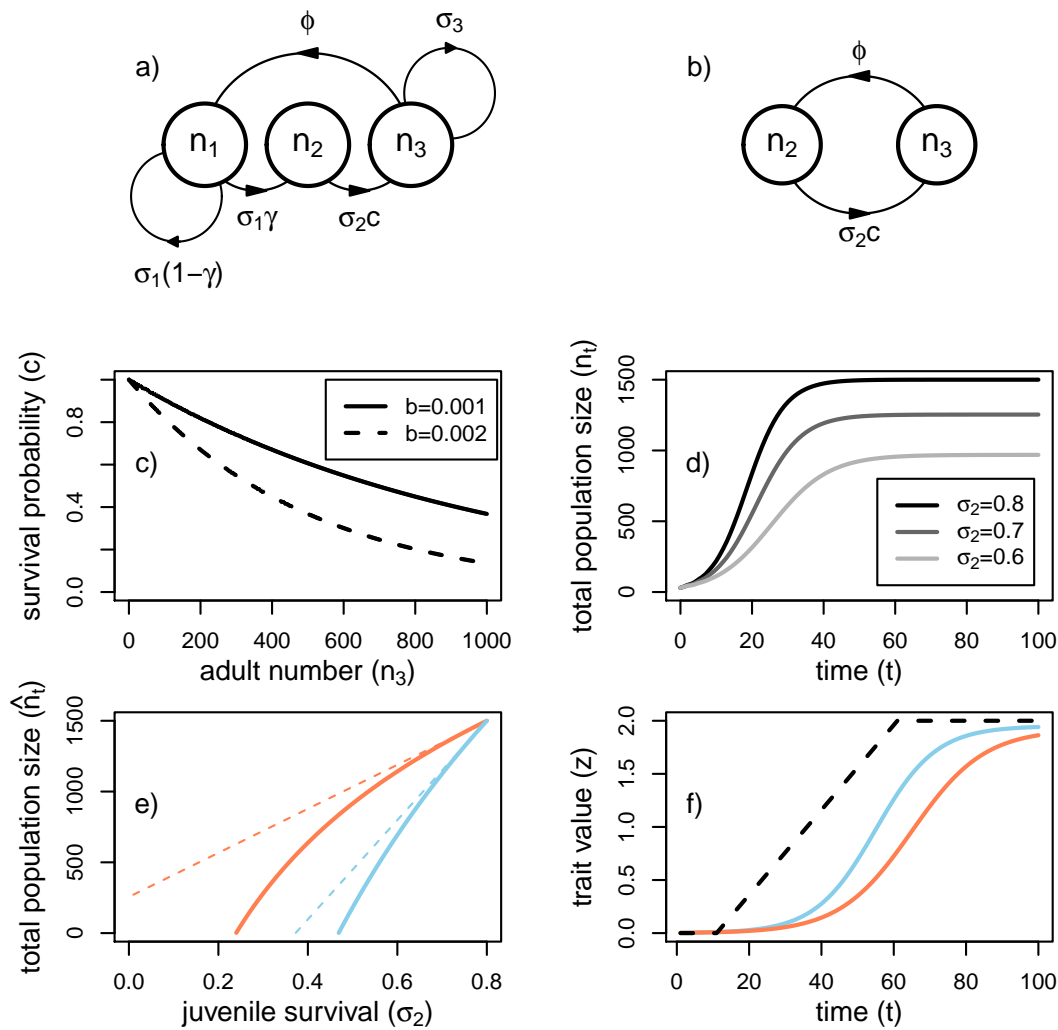 a)
ϕ
σ3
n1
n2
n3
σ1γ
σ2c
σ1(1−γ)
b)
ϕ
n2
n3
σ2c
survival probability (c)
0.0
0.4
0.8
c)
b=0.001
b=0.002
0
200
400
600
800
1000
adult number (n3)
total population size (nt)
0
500
1000
1500
d)
σ2=0.8
σ2=0.7
σ2=0.6
0
20
40
60
80
100
time (t)
total population size (n̂t)
0
500
1000
1500
e)
0.0
0.2
0.4
0.6
0.8
juvenile survival (σ2)
trait value (z)
0.0
0.5
1.0
1.5
2.0
f)
0
20
40
60
80
100
time (t)